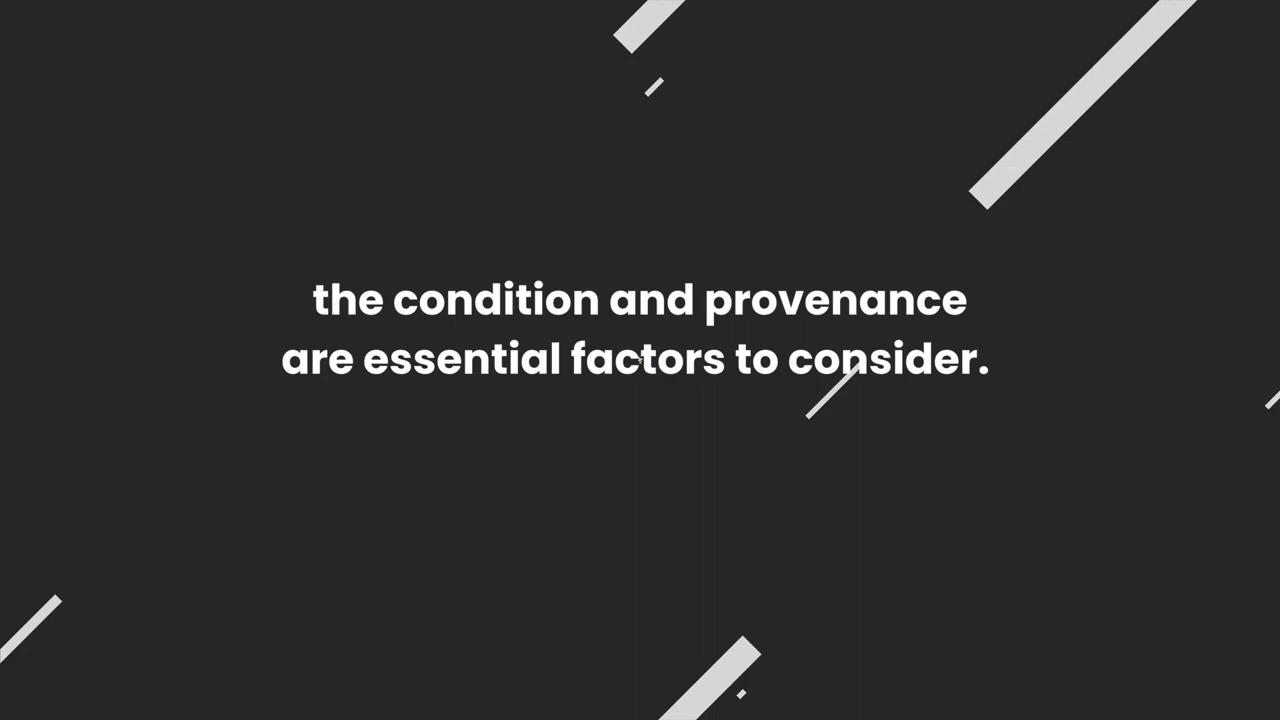 the condition and provenance
are essential factors to consider.